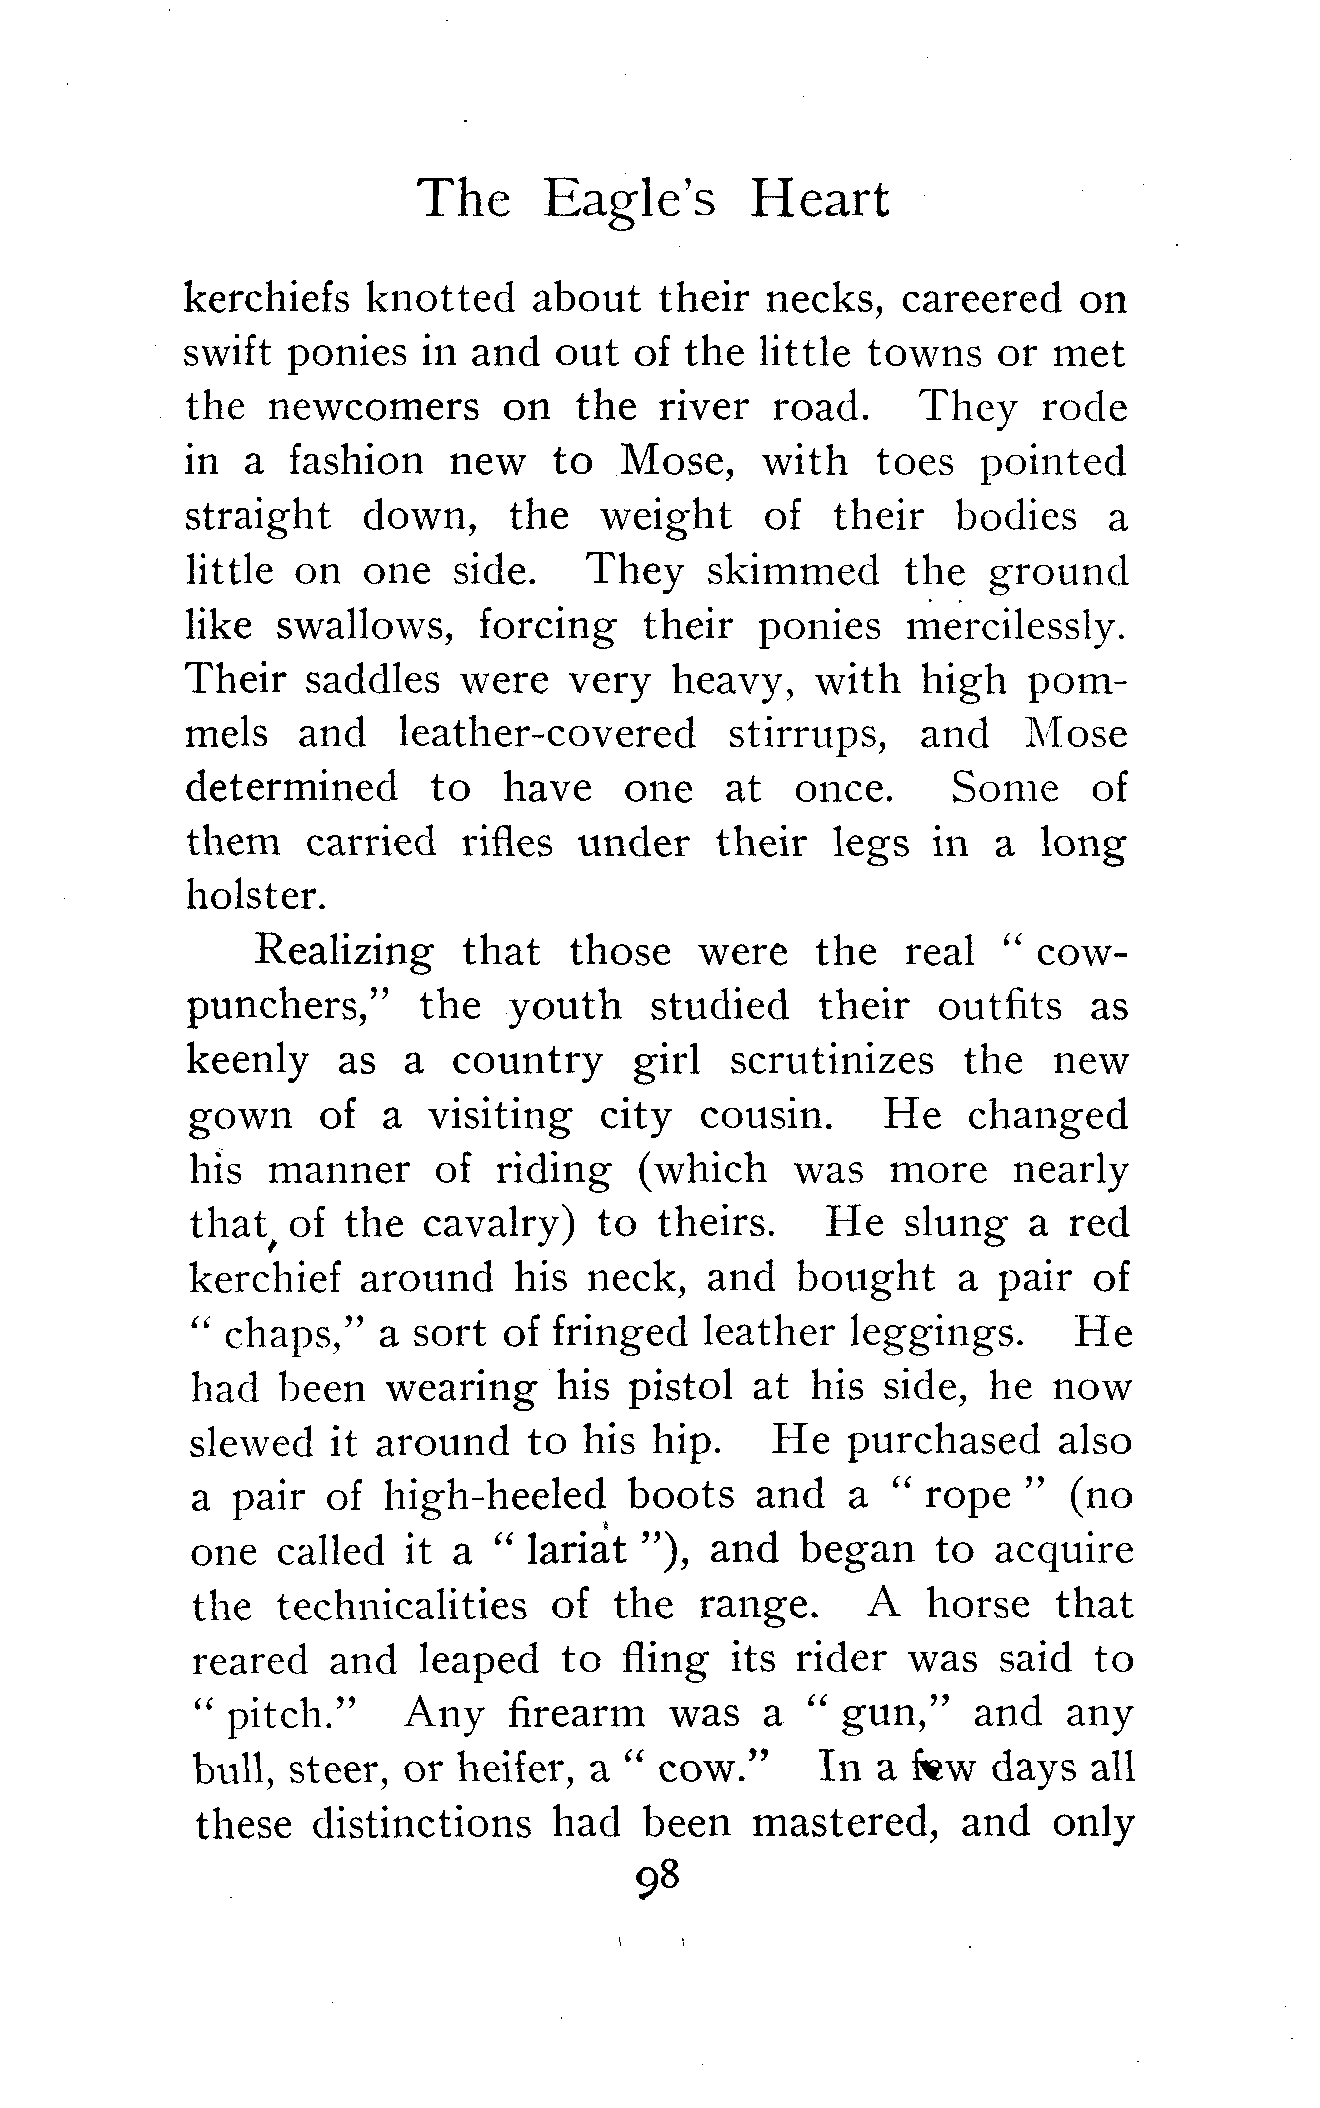 The Eagle's Heart
kerchiefs knotted about their necks, careered on
swift ponies in and out of the little towns or met
the newcomers on the river road. They rode
in a fashion new to Mose, with toes pointed
straight down, the weight of their bodies a
little on one side. They skimmed the ground
like swallows, forcing their ponies mercilessly.
Their saddles were very heavy, with high pom-
mels and leather-covered stirrups, and Mose
determined to have one at once. Some of
them carried rifles under their legs in a long
holster.
Realizing that those were the real “ cow-
punchers,” the youth studied their outfits as
keenly as a country girl scrutinizes the new
gown of a visiting city cousin. He changed
his manner of riding (which was more nearly
that of the cavalry) to theirs. He slung a red
kerchief around his neck, and bought a pair of
“ chaps,” a sort of fringed leather leggings. He
had been wearing his pistol at his side, he now
slewed it around to his hip. He purchased also
a pair of high-heeled boots and a “ rope ” (no
one called it a “ lariat ”), and began to acquire
the technicalities of the range. A horse that
reared and leaped to fling its rider was said to
“ pitch.” Any firearm was a “ gun,” and any
bull, steer, or heifer, a “ cow.” In a few days all
these distinctions had been mastered, and only
98